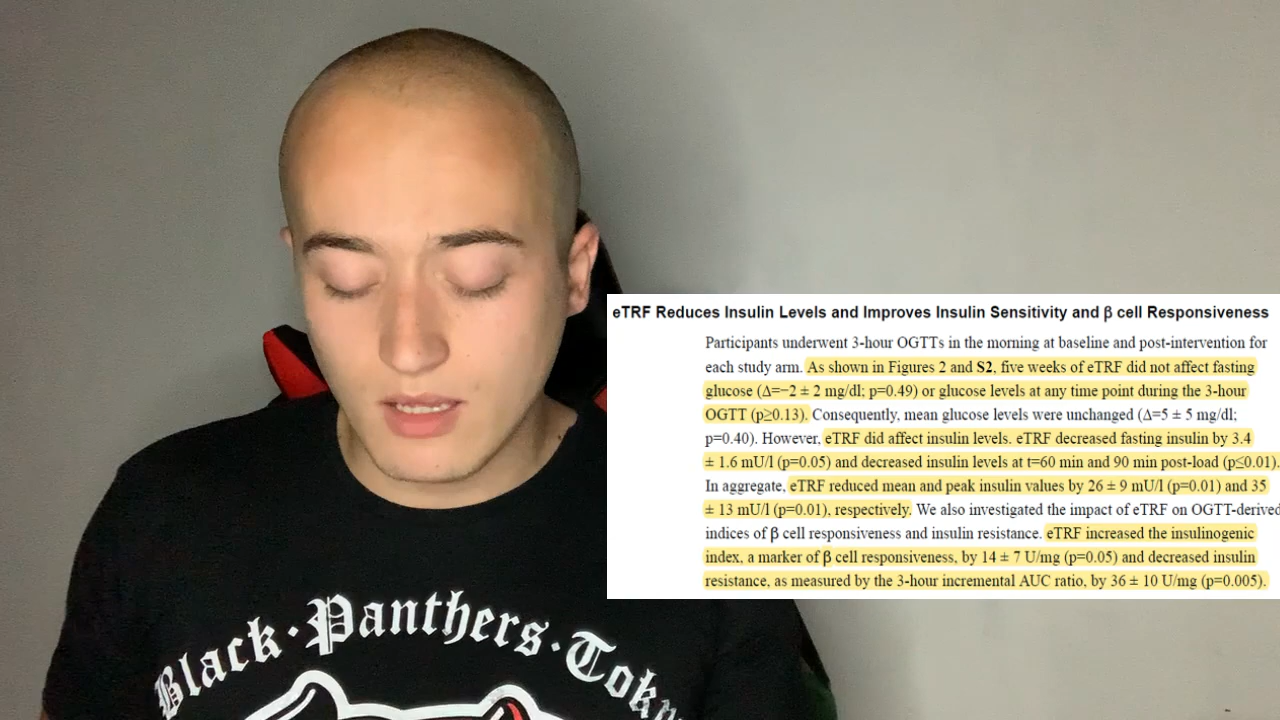 eTRF Reduces Insulin Levels and Improves Insulin Sensitivity and β cell Responsiveness
Participants underwent 3-hour OGTTs in the morning at baseline and post-intervention for
each study arm. As shown in Figures 2 and S2, five weeks of eTRF did not affect fasting
glucose (Δ=−2 ± 2 mg/dl; p=0.49) or glucose levels at any time point during the 3-hour
OGTT (p≥0.13). Consequently, mean glucose levels were unchanged (Δ=5 ± 5 mg/dl;
p=0.40). However, eTRF did affect insulin levels. eTRF decreased fasting insulin by 3.4
± 1.6 mU/l (p=0.05) and decreased insulin levels at t=60 min and 90 min post-load (p≤0.01).
In aggregate, eTRF reduced mean and peak insulin values by 26 ± 9 mU/l (p=0.01) and 35
± 13 mU/l (p=0.01), respectively. We also investigated the impact of eTRF on OGTT-derived
indices of β cell responsiveness and insulin resistance. eTRF increased the insulinogenic
index, a marker of β cell responsiveness, by 14 ± 7 U/mg (p=0.05) and decreased insulin
resistance, as measured by the 3-hour incremental AUC ratio, by 36 ± 10 U/mg (p=0.005).
Black·Panthers·Toky